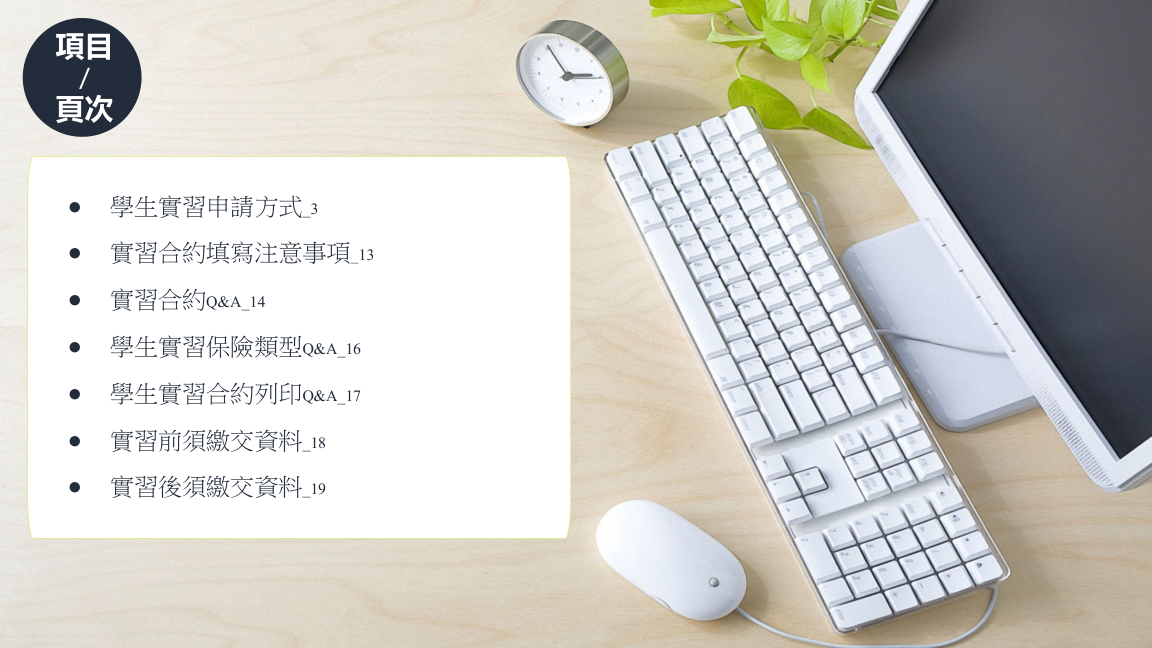 項目
/
頁次
● 學生實習申請方式_3
● 實習合約填寫注意事項_13
● 實習合約Q&A_14
● 學生實習保險類型Q&A_16
● 學生實習合約列印Q&A_17
● 實習前須繳交資料_18
● 實習後須繳交資料_19